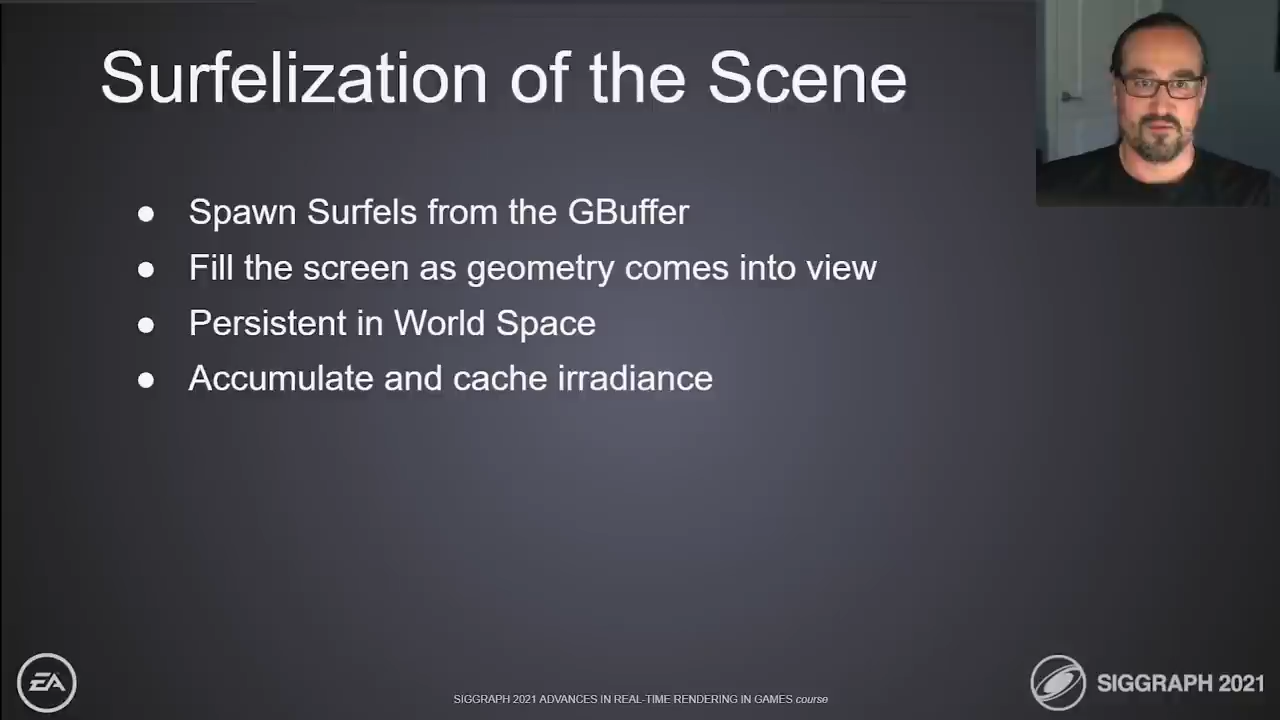 Surfelization of the Scene
● Spawn Surfels from the GBuffer
● Fill the screen as geometry comes into view
● Persistent in World Space
● Accumulate and cache irradiance
EA
SIGGRAPH 2021 ADVANCES IN REAL-TIME RENDERING IN GAMES course
SIGGRAPH 2021